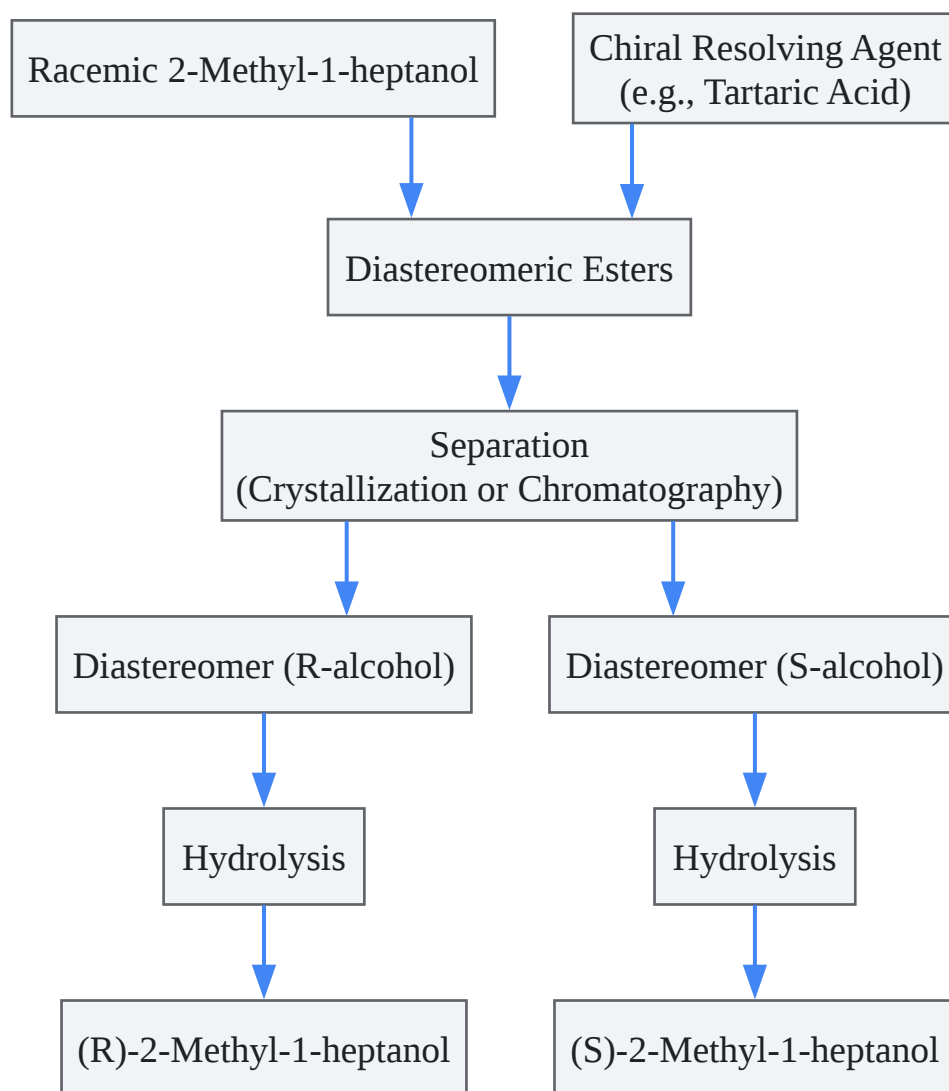 Racemic 2-Methyl-1-heptanol
Chiral Resolving Agent
(e.g., Tartaric Acid)
Diastereomeric Esters
Separation
(Crystallization or Chromatography)
Diastereomer (R-alcohol)
Diastereomer (S-alcohol)
Hydrolysis
Hydrolysis
(R)-2-Methyl-1-heptanol
(S)-2-Methyl-1-heptanol